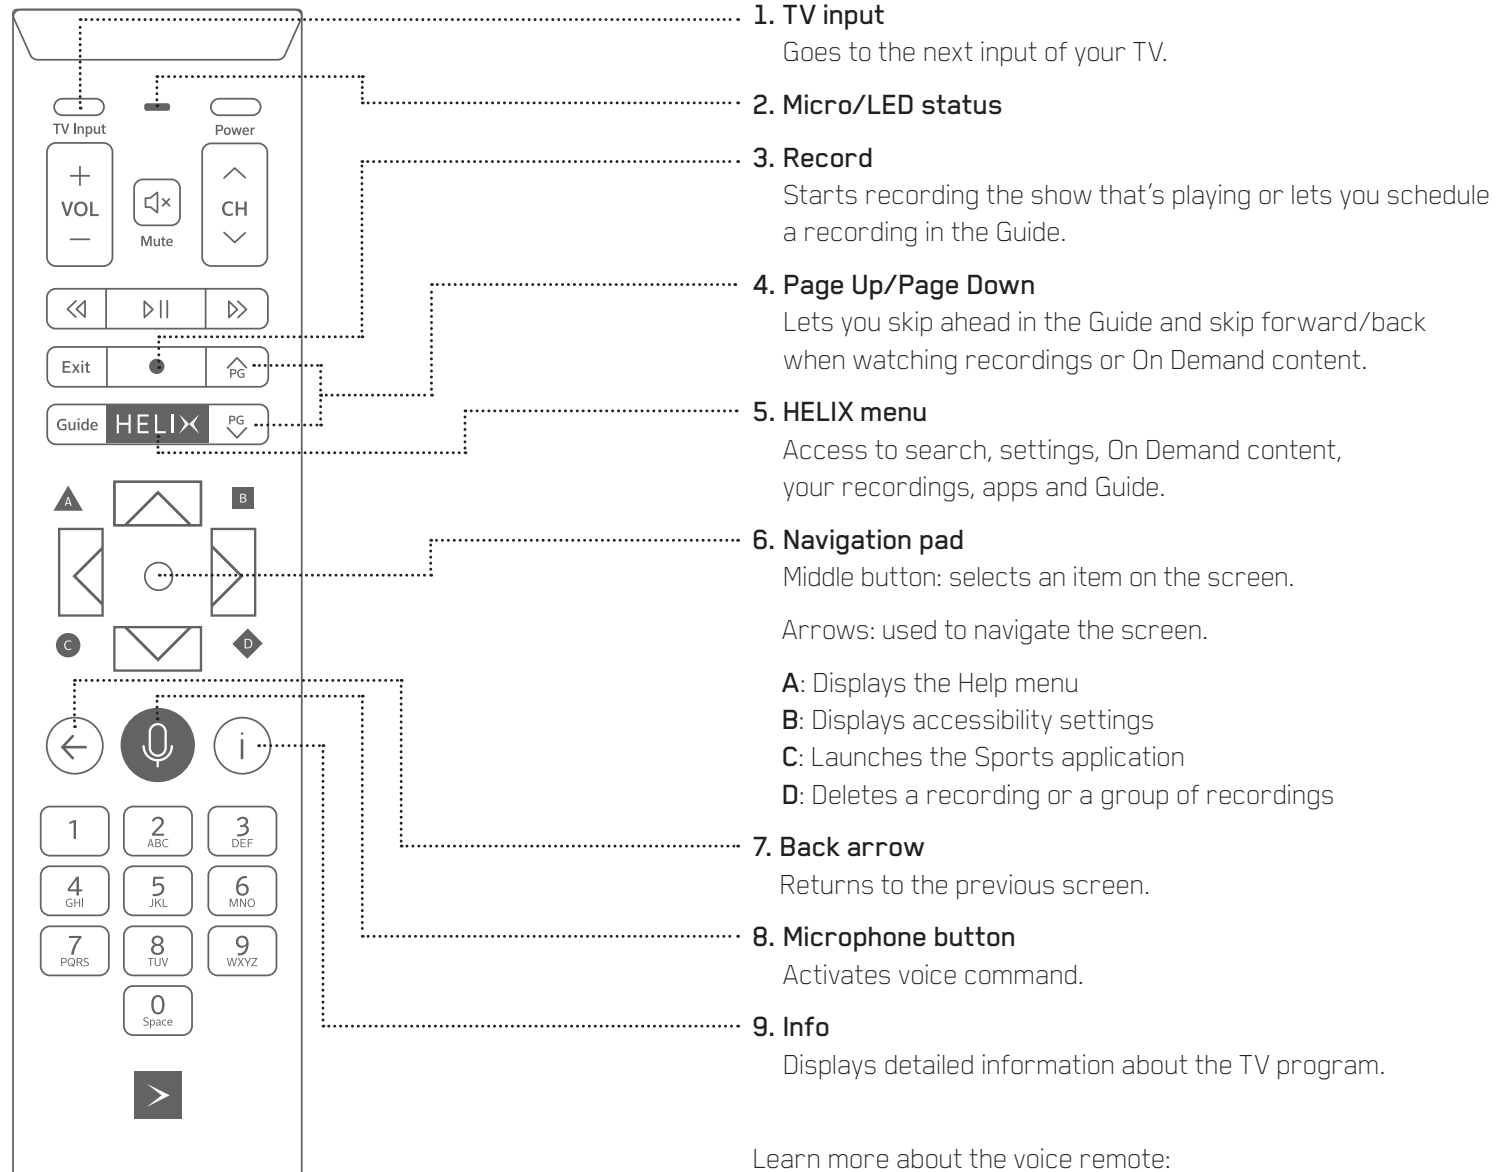 1. TV input
Goes to the next input of your TV.
2. Micro/LED status
3. Record
Starts recording the show that's playing or lets you schedule
a recording in the Guide.
4. Page Up/Page Down
Lets you skip ahead in the Guide and skip forward/back
when watching recordings or On Demand content.
5. HELIX menu
Access to search, settings, On Demand content,
your recordings, apps and Guide.
6. Navigation pad
Middle button: selects an item on the screen.
Arrows: used to navigate the screen.
A: Displays the Help menu
B: Displays accessibility settings
C: Launches the Sports application
D: Deletes a recording or a group of recordings
7. Back arrow
Returns to the previous screen.
8. Microphone button
Activates voice command.
9. Info
Displays detailed information about the TV program.
Learn more about the voice remote:
TV Input
Power
+
VOL
—
Mute
CH
Exit
PG
Guide
HELIX
PG
A
B
C
D
i
1
2
ABC
3
DEF
4
GHI
5
JKL
6
MNO
7
PQRS
8
TUV
9
WXYZ
0
Space